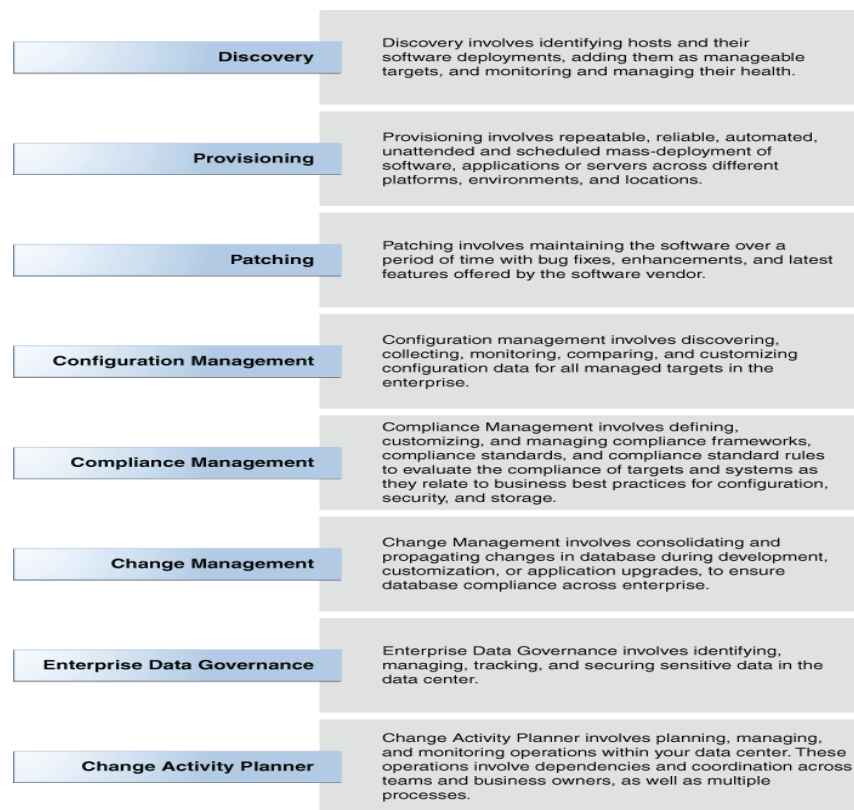 Discovery
Discovery involves identifying hosts and their
software deployments, adding them as manageable
targets, and monitoring and managing their health.
Provisioning
Provisioning involves repeatable, reliable, automated,
unattended and scheduled mass-deployment of
software, applications or servers across different
platforms, environments, and locations.
Patching
Patching involves maintaining the software over a
period of time with bug fixes, enhancements, and latest
features offered by the software vendor.
Configuration Management
Configuration management involves discovering,
collecting, monitoring, comparing, and customizing
configuration data for all managed targets in the
enterprise.
Compliance Management
Compliance Management involves defining,
customizing, and managing compliance frameworks,
compliance standards, and compliance standard rules
to evaluate the compliance of targets and systems as
they relate to business best practices for configuration,
security, and storage.
Change Management
Change Management involves consolidating and
propagating changes in database during development,
customization, or application upgrades, to ensure
database compliance across enterprise.
Enterprise Data Governance
Enterprise Data Governance involves identifying,
managing, tracking, and securing sensitive data in the
data center.
Change Activity Planner
Change Activity Planner involves planning, managing,
and monitoring operations within your data center. These
operations involve dependencies and coordination across
teams and business owners, as well as multiple
processes.